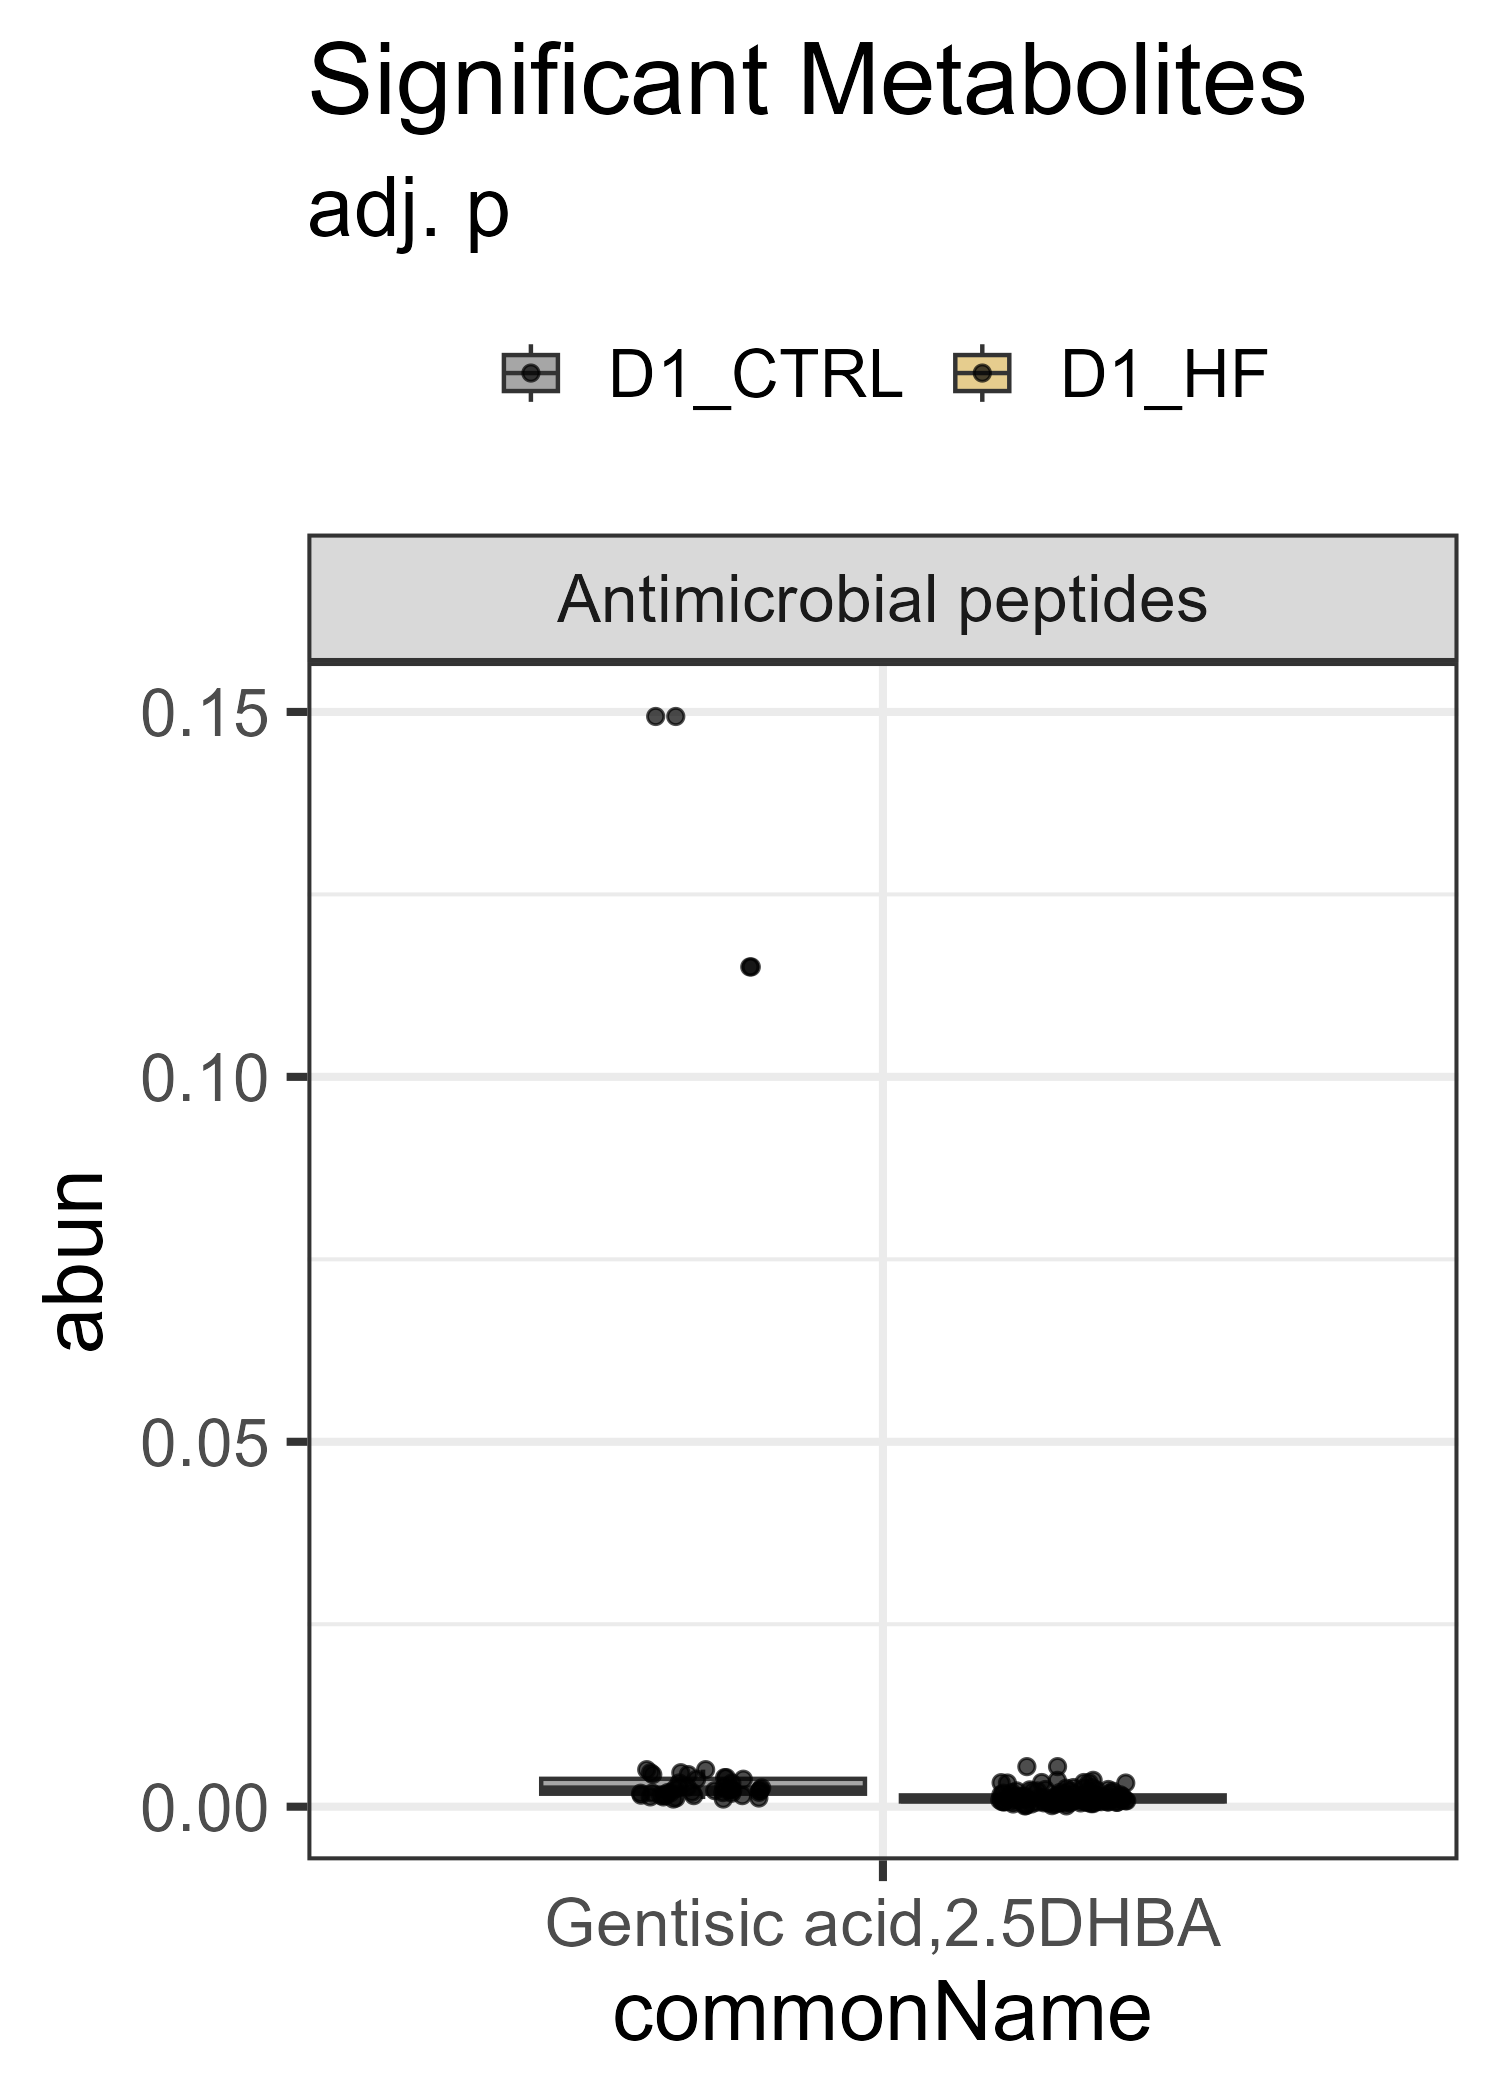 Significant Metabolites
adj. p
D1_CTRL D1_HF
Antimicrobial peptides
0.15
0.10
0.05
0.00
abun
Gentisic acid,2.5DHBA
commonName